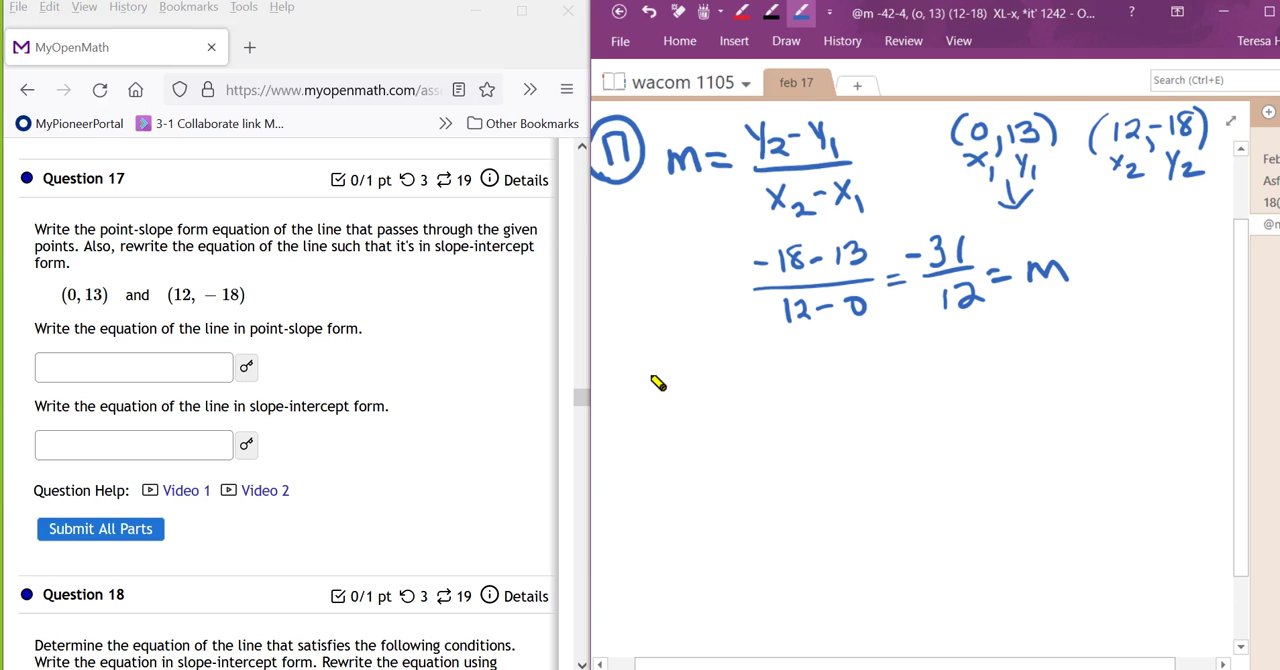 File Edit View History Bookmarks Tools Help
MyOpenMath
https://www.myopenmath.com/ass
MyPioneerPortal 3-1 Collaborate link M... Other Bookmarks
Question 17 0/1 pt 3 19 Details
Write the point-slope form equation of the line that passes through the given
points. Also, rewrite the equation of the line such that it's in slope-intercept
form.
(0, 13) and (12, − 18)
Write the equation of the line in point-slope form.
Write the equation of the line in slope-intercept form.
Question Help: Video 1 Video 2
Submit All Parts
Question 18 0/1 pt 3 19 Details
Determine the equation of the line that satisfies the following conditions.
Write the equation in slope-intercept form. Rewrite the equation using
@m -42-4, (o, 13) (12-18) XL-x, *it' 1242 - O... ?
File Home Insert Draw History Review View Teresa H
wacom 1105 feb 17 + Search (Ctrl+E)
17 m = (y₂ - y₁)/(x₂ - x₁) (0, 13) (12, -18)
x₁ y₁ x₂ y₂
(-18 - 13)/(12 - 0) = -31/12 = m
Feb
Asf
18(
@m